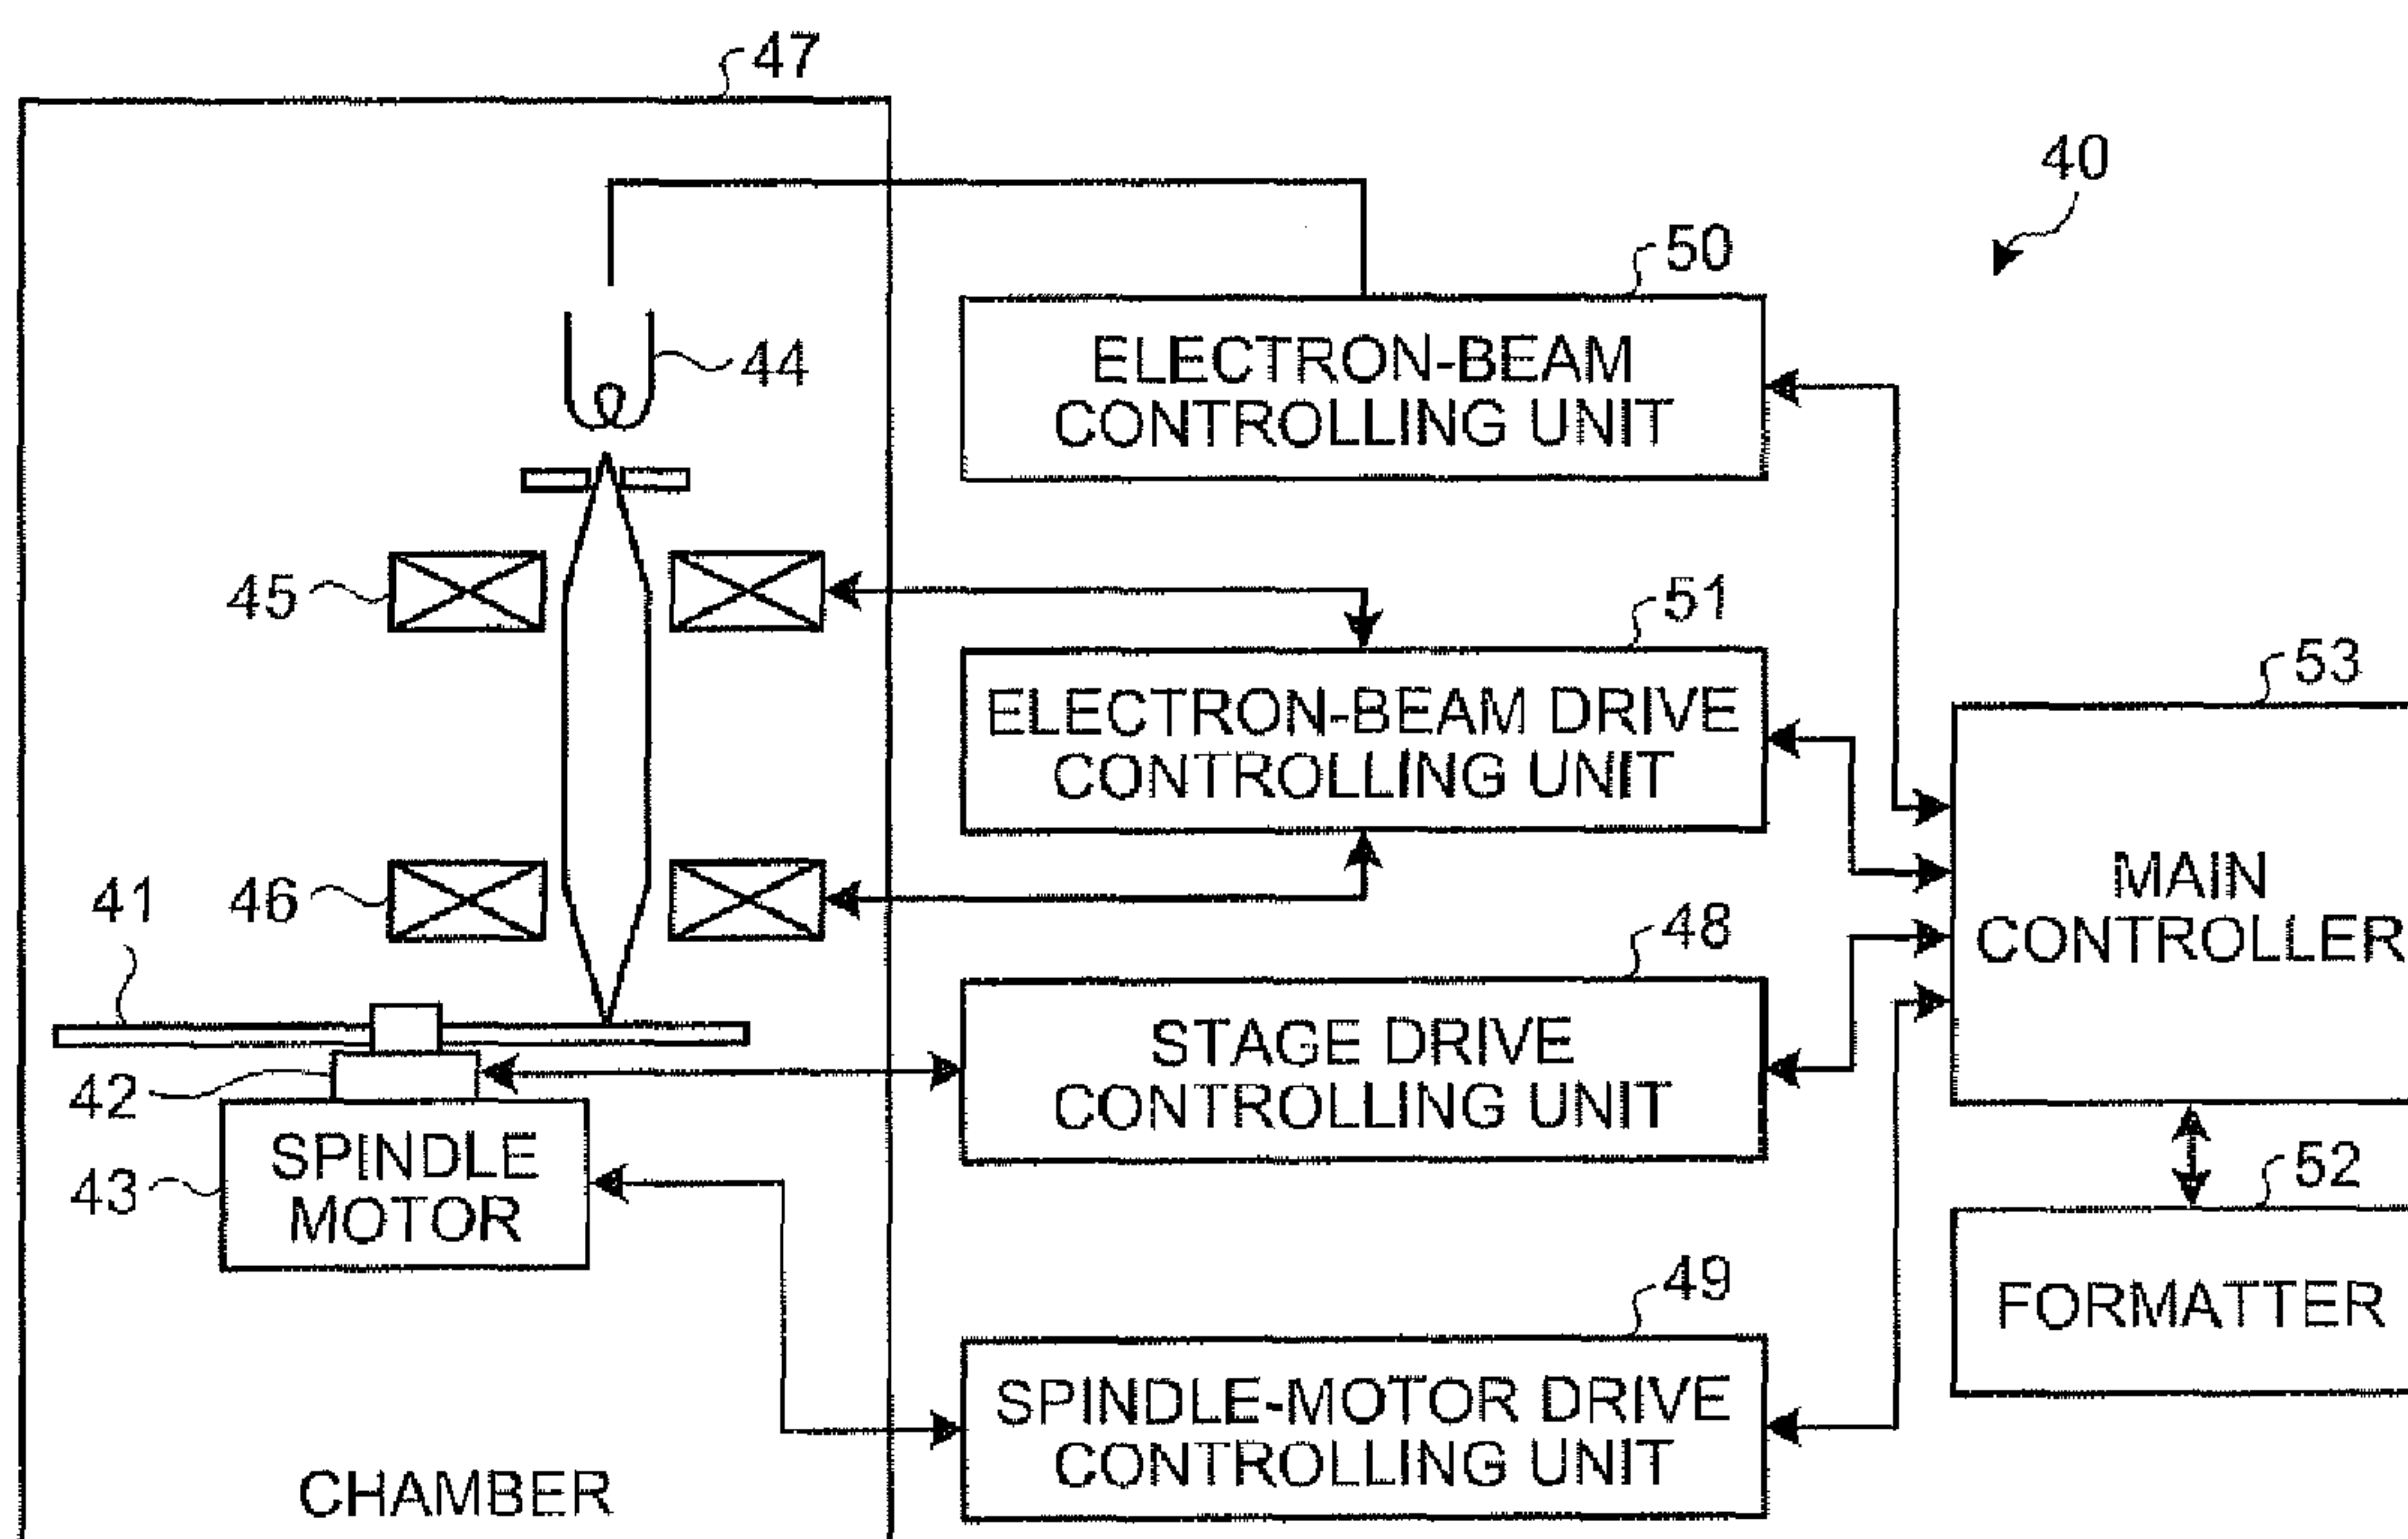 47
40
50
ELECTRON-BEAM
CONTROLLING UNIT
44
51
45
ELECTRON-BEAM DRIVE
CONTROLLING UNIT
53
MAIN
CONTROLLER
41
46
48
STAGE DRIVE
CONTROLLING UNIT
42
43
SPINDLE
MOTOR
52
FORMATTER
49
SPINDLE-MOTOR DRIVE
CONTROLLING UNIT
CHAMBER